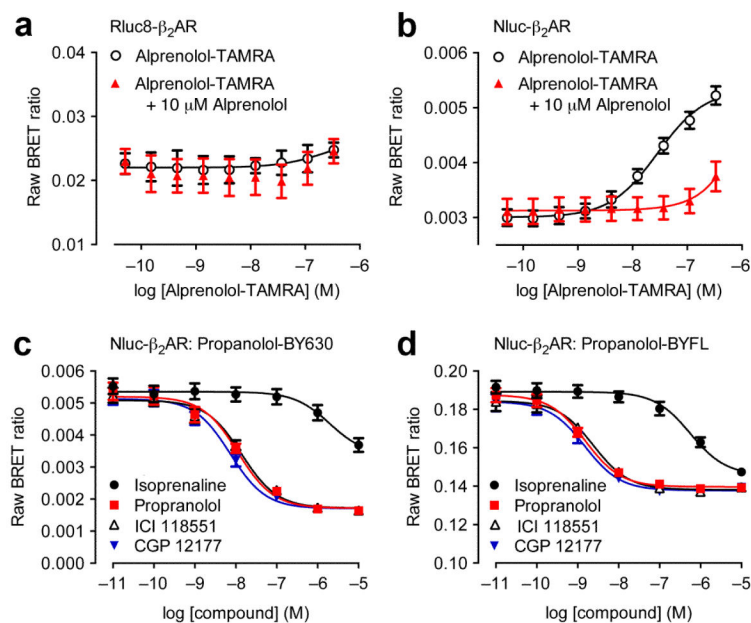 a
Rluc8-β2AR
Alprenolol-TAMRA
Alprenolol-TAMRA
+ 10 μM Alprenolol
Raw BRET ratio
0.04
0.03
0.02
0.01
–10 –9 –8 –7 –6
log [Alprenolol-TAMRA] (M)
b
Nluc-β2AR
Alprenolol-TAMRA
Alprenolol-TAMRA
+ 10 μM Alprenolol
Raw BRET ratio
0.006
0.005
0.004
0.003
–10 –9 –8 –7 –6
log [Alprenolol-TAMRA] (M)
c
Nluc-β2AR: Propanolol-BY630
Raw BRET ratio
0.006
0.005
0.004
0.003
0.002
0.001
0.000
Isoprenaline
Propranolol
ICI 118551
CGP 12177
–11 –10 –9 –8 –7 –6 –5
log [compound] (M)
d
Nluc-β2AR: Propanolol-BYFL
Raw BRET ratio
0.20
0.18
0.16
0.14
0.12
0.10
Isoprenaline
Propranolol
ICI 118551
CGP 12177
–11 –10 –9 –8 –7 –6 –5
log [compound] (M)